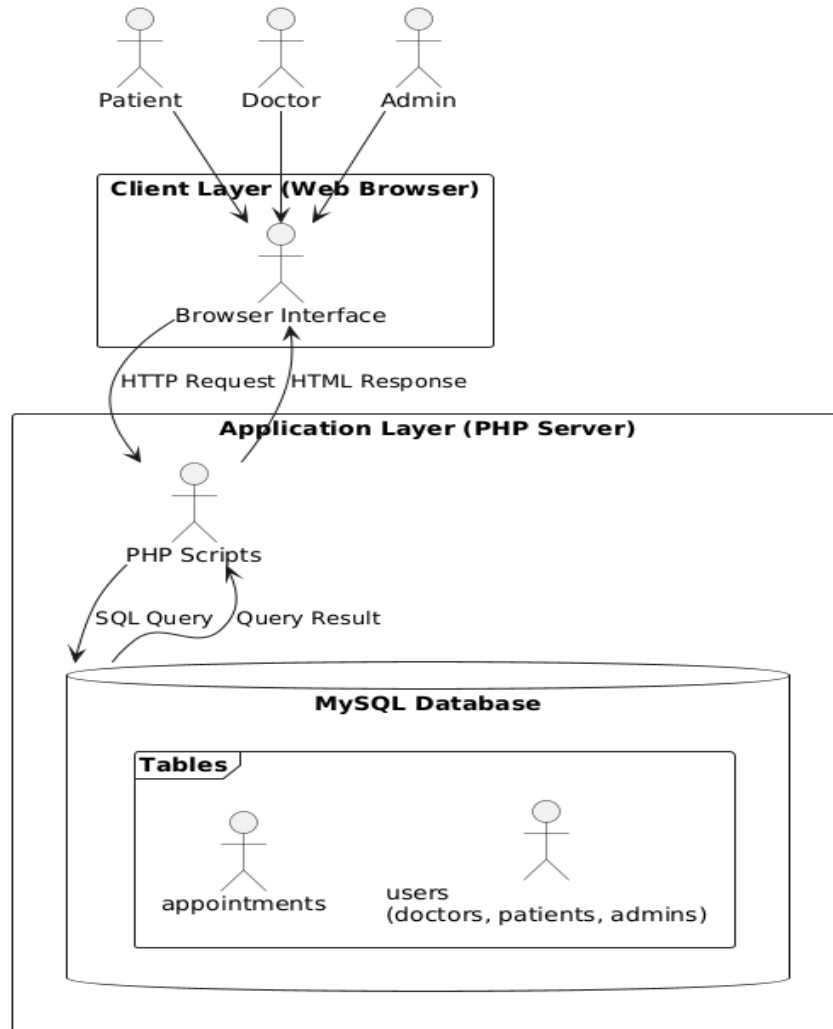 Patient
Doctor
Admin
Client Layer (Web Browser)
Browser Interface
HTTP Request
HTML Response
Application Layer (PHP Server)
PHP Scripts
SQL Query
Query Result
MySQL Database
Tables
appointments
users
(doctors, patients, admins)